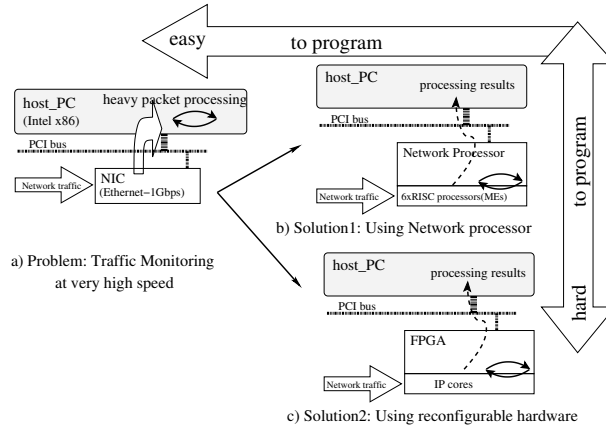 easy
to program
host_PC
(Intel x86)
heavy packet processing
PCI bus
NIC
(Ethernet−1Gbps)
Network traffic
a) Problem: Traffic Monitoring
at very high speed
host_PC
processing results
PCI bus
Network Processor
6xRISC processors(MEs)
Network traffic
b) Solution1: Using Network processor
host_PC
processing results
PCI bus
FPGA
IP cores
Network traffic
c) Solution2: Using reconfigurable hardware
to program
hard